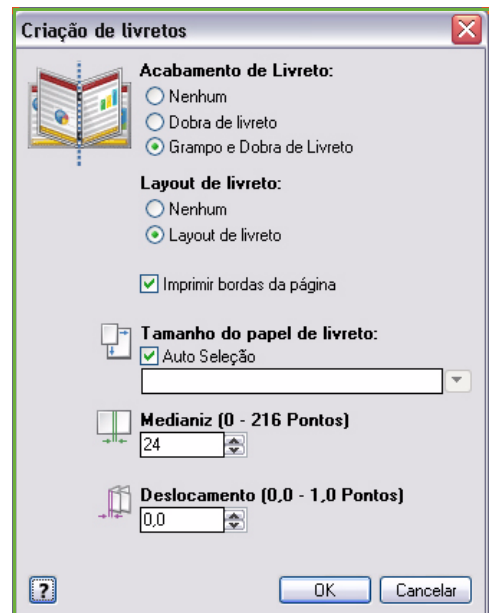 Criação de livretos
Acabamento de Livreto:
Nenhum
Dobra de livreto
Grampo e Dobra de Livreto
Layout de livreto:
Nenhum
Layout de livreto
Imprimir bordas da página
Tamanho do papel de livreto:
Auto Seleção
Medianiz (0 - 216 Pontos)
24
Deslocamento (0,0 - 1,0 Pontos)
0,0
? OK Cancelar